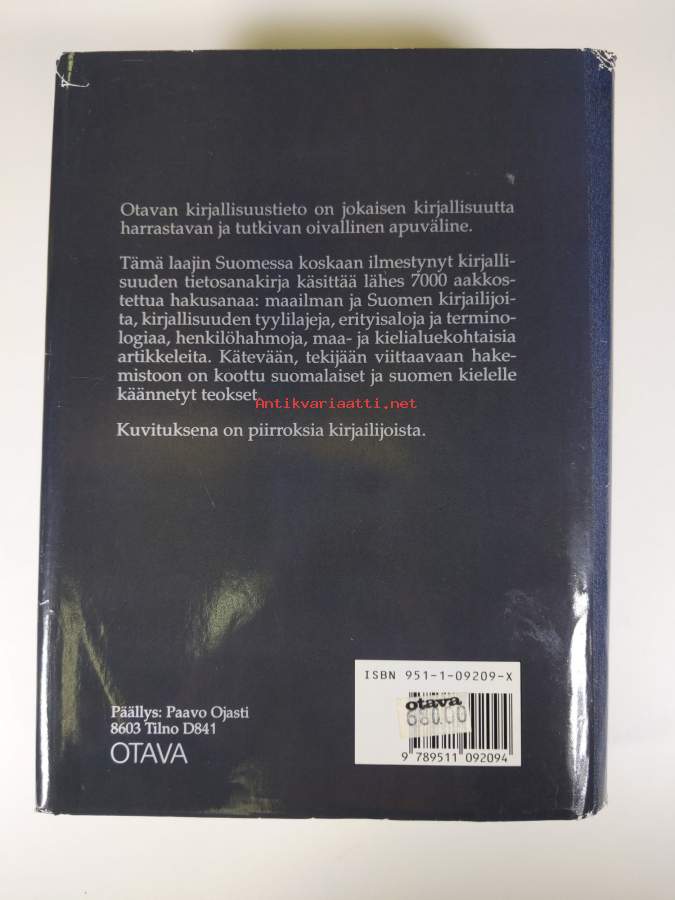 Otavan kirjallisuustieto on jokaisen kirjallisuutta
harrastavan ja tutkivan oivallinen apuväline.
Tämä laajin Suomessa koskaan ilmestynyt kirjalli-
suuden tietosanakirja käsittää lähes 7000 aakkos-
tettua hakusanaa: maailman ja Suomen kirjailijoi-
ta, kirjallisuuden tyylilajeja, erityisaloja ja termino-
logiaa, henkilöhahmoja, maa- ja kielialuekohtaisia
artikkeleita. Kätevään, tekijään viittaavaan hake-
mistoon on koottu suomalaiset ja suomen kielelle
käännetyt teokset.
Antikvariaatti.net
Kuvituksena on piirroksia kirjailijoista.
ISBN 951-1-09209-X
otava
680.00
9 789511 092094
Päällys: Paavo Ojasti
8603 Tilno D841
OTAVA